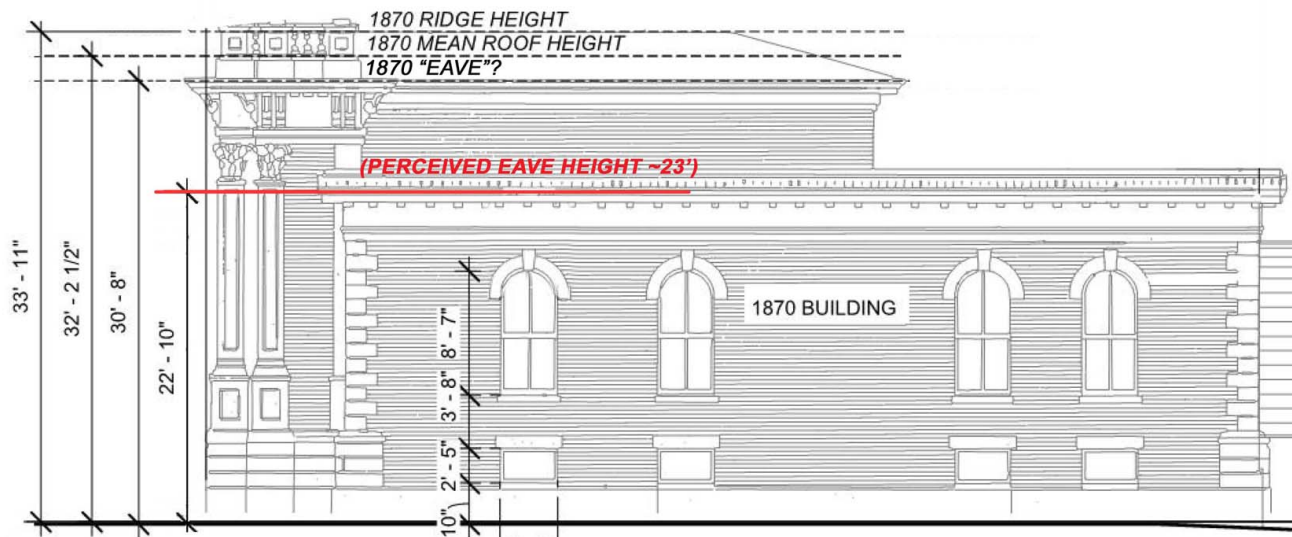 1870 RIDGE HEIGHT
1870 MEAN ROOF HEIGHT
1870 "EAVE"?
(PERCEIVED EAVE HEIGHT ~23')
33' - 11"
32' - 2 1/2"
30' - 8"
22' - 10"
8' - 7"
3' - 8"
2' - 5"
10"
1870 BUILDING